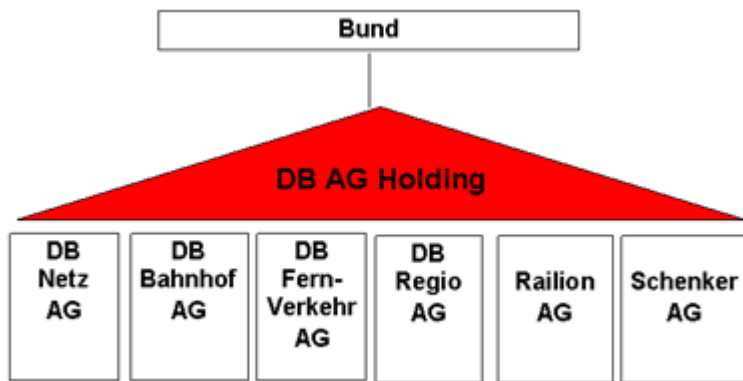 Bund
DB AG Holding
DB
Netz
AG
DB
Bahnhof
AG
DB
Fern-
Verkehr
AG
DB
Regio
AG
Railion
AG
Schenker
AG